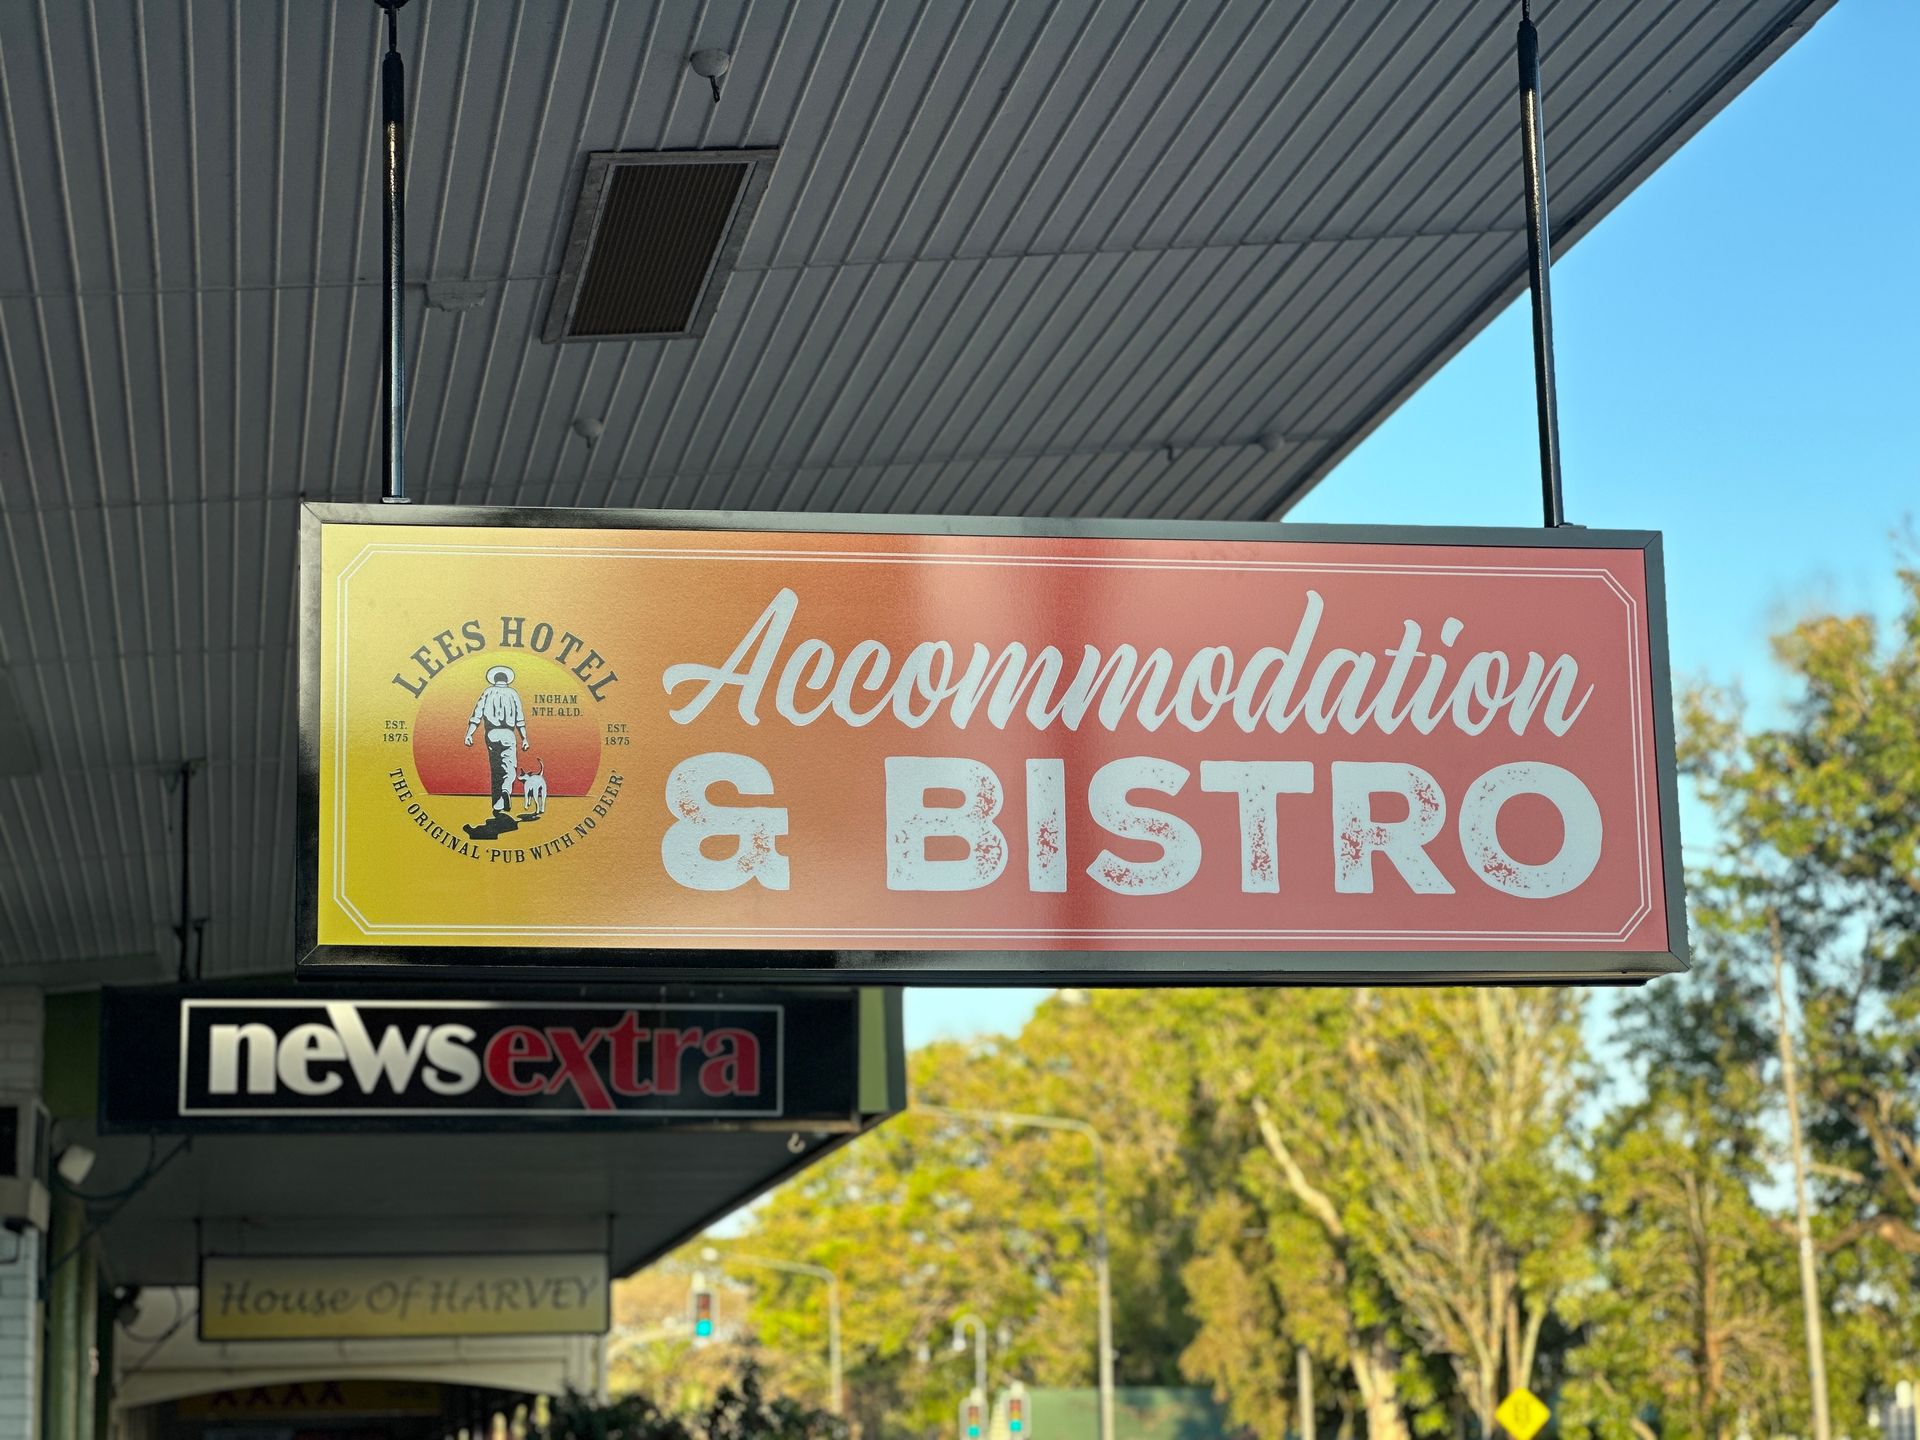 LEES HOTEL
INGHAM
NTH.QLD.
EST.
1875
EST.
1875
THE ORIGINAL 'PUB WITH NO BEER'
Accommodation
& BISTRO
newsextra
House Of HARVEY
XXXX